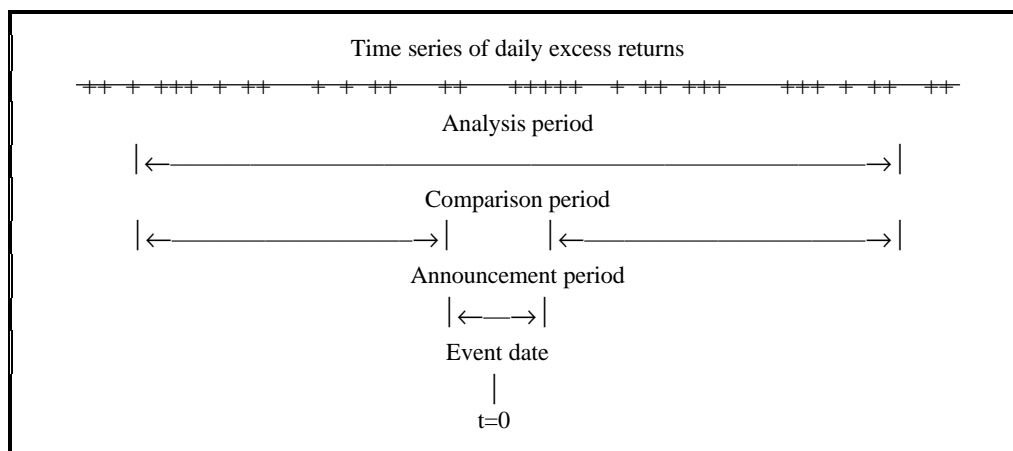 Time series of daily excess returns
Analysis period
Comparison period
Announcement period
Event date
t=0